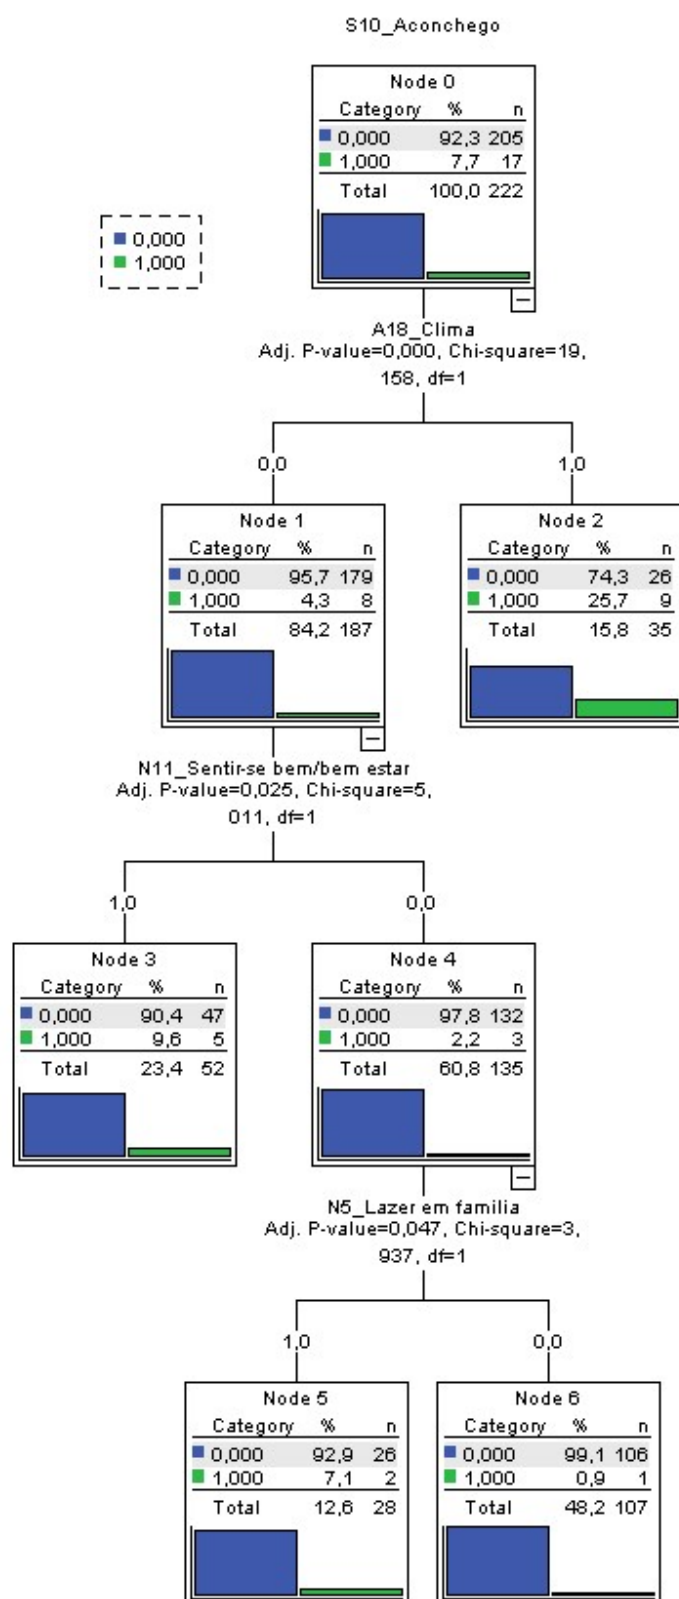 S10_Aconchego
Node 0
Category % n
0,000 92,3 205
1,000 7,7 17
Total 100,0 222
0,000
1,000
A18_Clima
Adj. P-value=0,000, Chi-square=19,
158, df=1
0,0 1,0
Node 1
Category % n
0,000 95,7 179
1,000 4,3 8
Total 84,2 187
Node 2
Category % n
0,000 74,3 26
1,000 25,7 9
Total 15,8 35
N11_Sentir-se bem/bem estar
Adj. P-value=0,025, Chi-square=5,
011, df=1
1,0 0,0
Node 3
Category % n
0,000 90,4 47
1,000 9,6 5
Total 23,4 52
Node 4
Category % n
0,000 97,8 132
1,000 2,2 3
Total 60,8 135
N5_Lazer em familia
Adj. P-value=0,047, Chi-square=3,
937, df=1
1,0 0,0
Node 5
Category % n
0,000 92,9 26
1,000 7,1 2
Total 12,6 28
Node 6
Category % n
0,000 99,1 106
1,000 0,9 1
Total 48,2 107